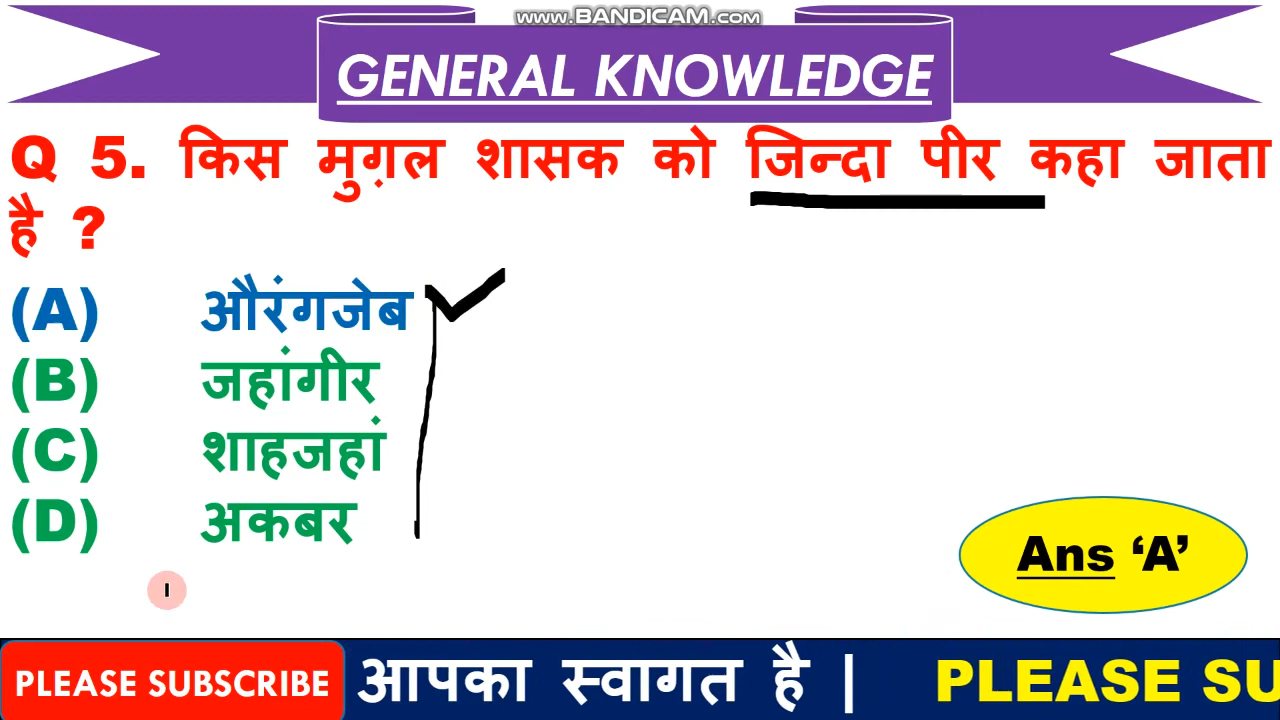 www.BANDICAM.com
GENERAL KNOWLEDGE
Q 5. किस मुग़ल शासक को जिन्दा पीर कहा जाता
है ?
(A) औरंगजेब
(B) जहांगीर
(C) शाहजहां
(D) अकबर
Ans ‘A’
PLEASE SUBSCRIBE
आपका स्वागत है | PLEASE SU